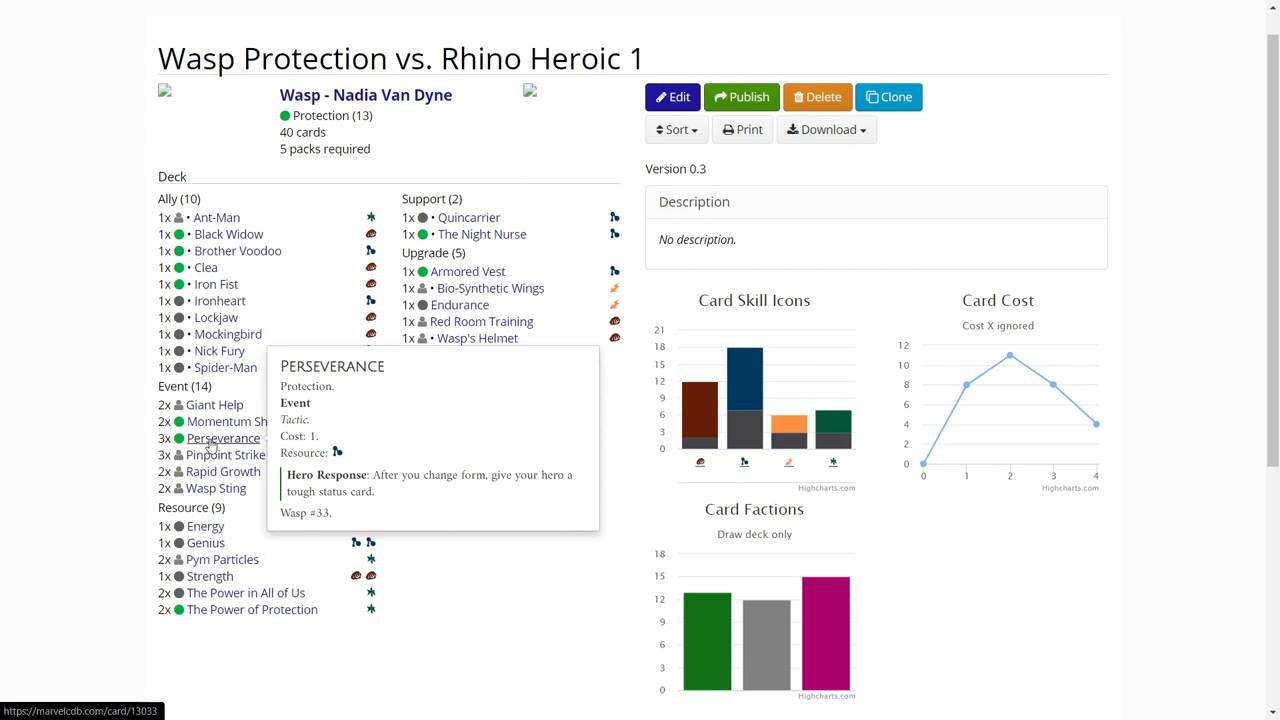 Wasp Protection vs. Rhino Heroic 1
Wasp - Nadia Van Dyne
Protection (13)
40 cards
5 packs required
Edit
Publish
Delete
Clone
Sort
Print
Download
Version 0.3
Description
No description.
Deck
Ally (10)
1x • Ant-Man
1x • Black Widow
1x • Brother Voodoo
1x • Clea
1x • Iron Fist
1x • Ironheart
1x • Lockjaw
1x • Mockingbird
1x • Nick Fury
1x • Spider-Man
Event (14)
2x Giant Help
2x Momentum Sh
3x Perseverance
3x Pinpoint Strike
2x Rapid Growth
2x Wasp Sting
Resource (9)
1x Energy
1x Genius
2x Pym Particles
1x Strength
2x The Power in All of Us
2x The Power of Protection
Support (2)
1x • Quincarrier
1x • The Night Nurse
Upgrade (5)
1x Armored Vest
1x • Bio-Synthetic Wings
1x Endurance
1x Red Room Training
1x • Wasp's Helmet
PERSEVERANCE
Protection.
Event
Tactic.
Cost: 1.
Resource:
Hero Response: After you change form, give your hero a
tough status card.
Wasp #33.
Card Skill Icons
21
18
15
12
9
6
3
0
Highcharts.com
Card Cost
Cost X ignored
12
10
8
6
4
2
0
0 1 2 3 4
Highcharts.com
Card Factions
Draw deck only
18
15
12
9
6
3
0
Highcharts.com
https://marvelcdb.com/card/13033